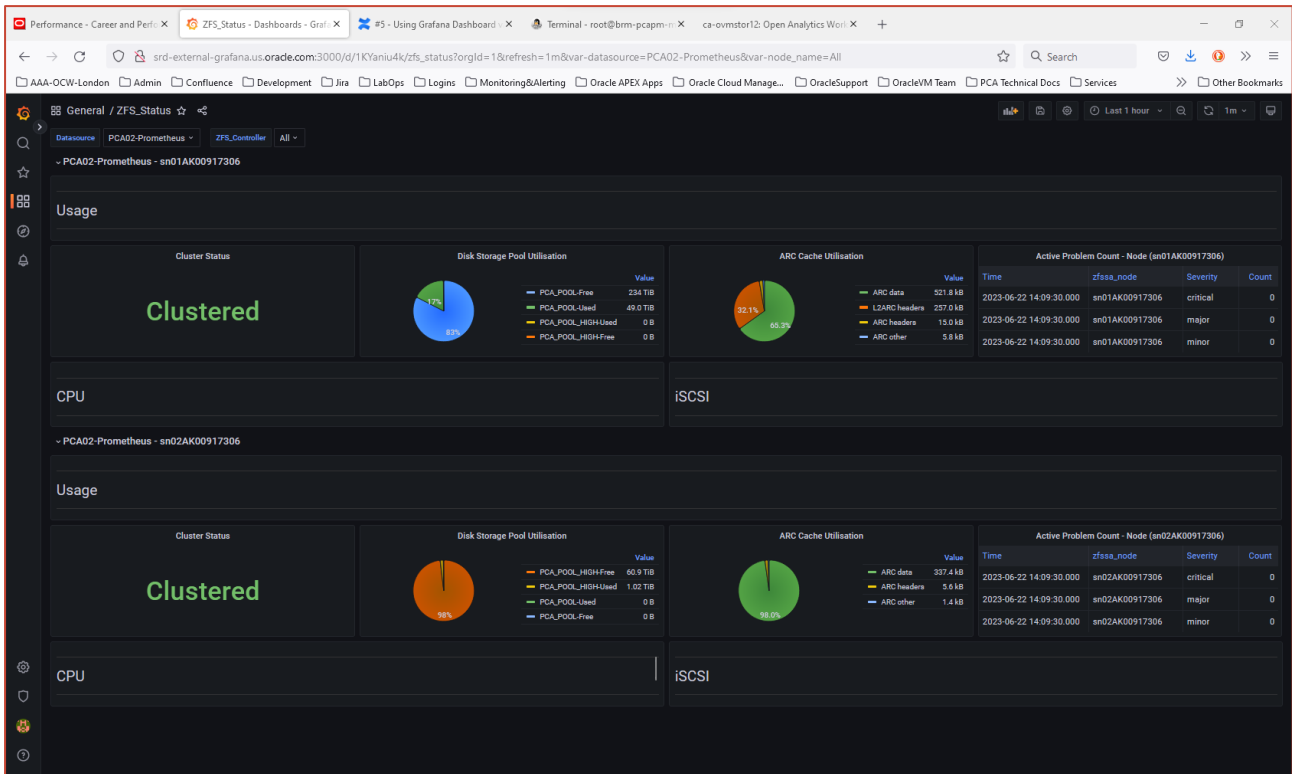 Performance - Career and Perfo
ZFS_Status - Dashboards - Graf
#5 - Using Grafana Dashboard
Terminal - root@brm-pcapm-
ca-ovmstor12: Open Analytics Worl
srd-external-grafana.us.oracle.com:3000/d/1KYaniu4k/zfs_status?orgId=1&refresh=1m&var-datasource=PCA02-Prometheus&var-node_name=All
Search
AAA-OCW-London Admin Confluence Development Jira LabOps Logins Monitoring&Alerting Oracle APEX Apps Oracle Cloud Manage... OracleSupport OracleVM Team PCA Technical Docs Services Other Bookmarks
General / ZFS_Status
Last 1 hour
1m
Datasource PCA02-Prometheus ZFS_Controller All
PCA02-Prometheus - sn01AK00917306
Usage
Cluster Status
Clustered
Disk Storage Pool Utilisation
17%
83%
Value
PCA_POOL-Free 234 TiB
PCA_POOL-Used 49.0 TiB
PCA_POOL_HIGH-Used 0 B
PCA_POOL_HIGH-Free 0 B
ARC Cache Utilisation
32.1%
65.3%
Value
ARC data 521.8 kB
L2ARC headers 257.0 kB
ARC headers 15.0 kB
ARC other 5.8 kB
Active Problem Count - Node (sn01AK00917306)
Time zfssa_node Severity Count
2023-06-22 14:09:30.000 sn01AK00917306 critical 0
2023-06-22 14:09:30.000 sn01AK00917306 major 0
2023-06-22 14:09:30.000 sn01AK00917306 minor 0
CPU
iSCSI
PCA02-Prometheus - sn02AK00917306
Usage
Cluster Status
Clustered
Disk Storage Pool Utilisation
98%
Value
PCA_POOL_HIGH-Free 60.9 TiB
PCA_POOL_HIGH-Used 1.02 TiB
PCA_POOL-Used 0 B
PCA_POOL-Free 0 B
ARC Cache Utilisation
98.0%
Value
ARC data 337.4 kB
ARC headers 5.6 kB
ARC other 1.4 kB
Active Problem Count - Node (sn02AK00917306)
Time zfssa_node Severity Count
2023-06-22 14:09:30.000 sn02AK00917306 critical 0
2023-06-22 14:09:30.000 sn02AK00917306 major 0
2023-06-22 14:09:30.000 sn02AK00917306 minor 0
CPU
iSCSI